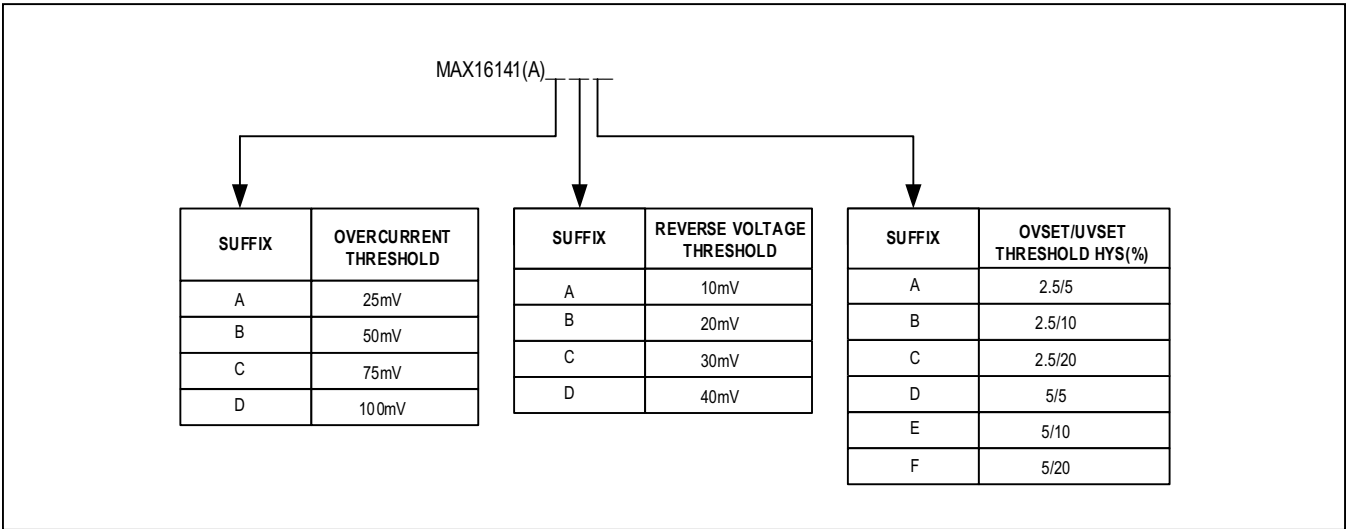 MAX16141(A)_ _ _
SUFFIX OVERCURRENT THRESHOLD
A 25mV
B 50mV
C 75mV
D 100mV
SUFFIX REVERSE VOLTAGE THRESHOLD
A 10mV
B 20mV
C 30mV
D 40mV
SUFFIX OVSET/UVSET THRESHOLD HYS(%)
A 2.5/5
B 2.5/10
C 2.5/20
D 5/5
E 5/10
F 5/20